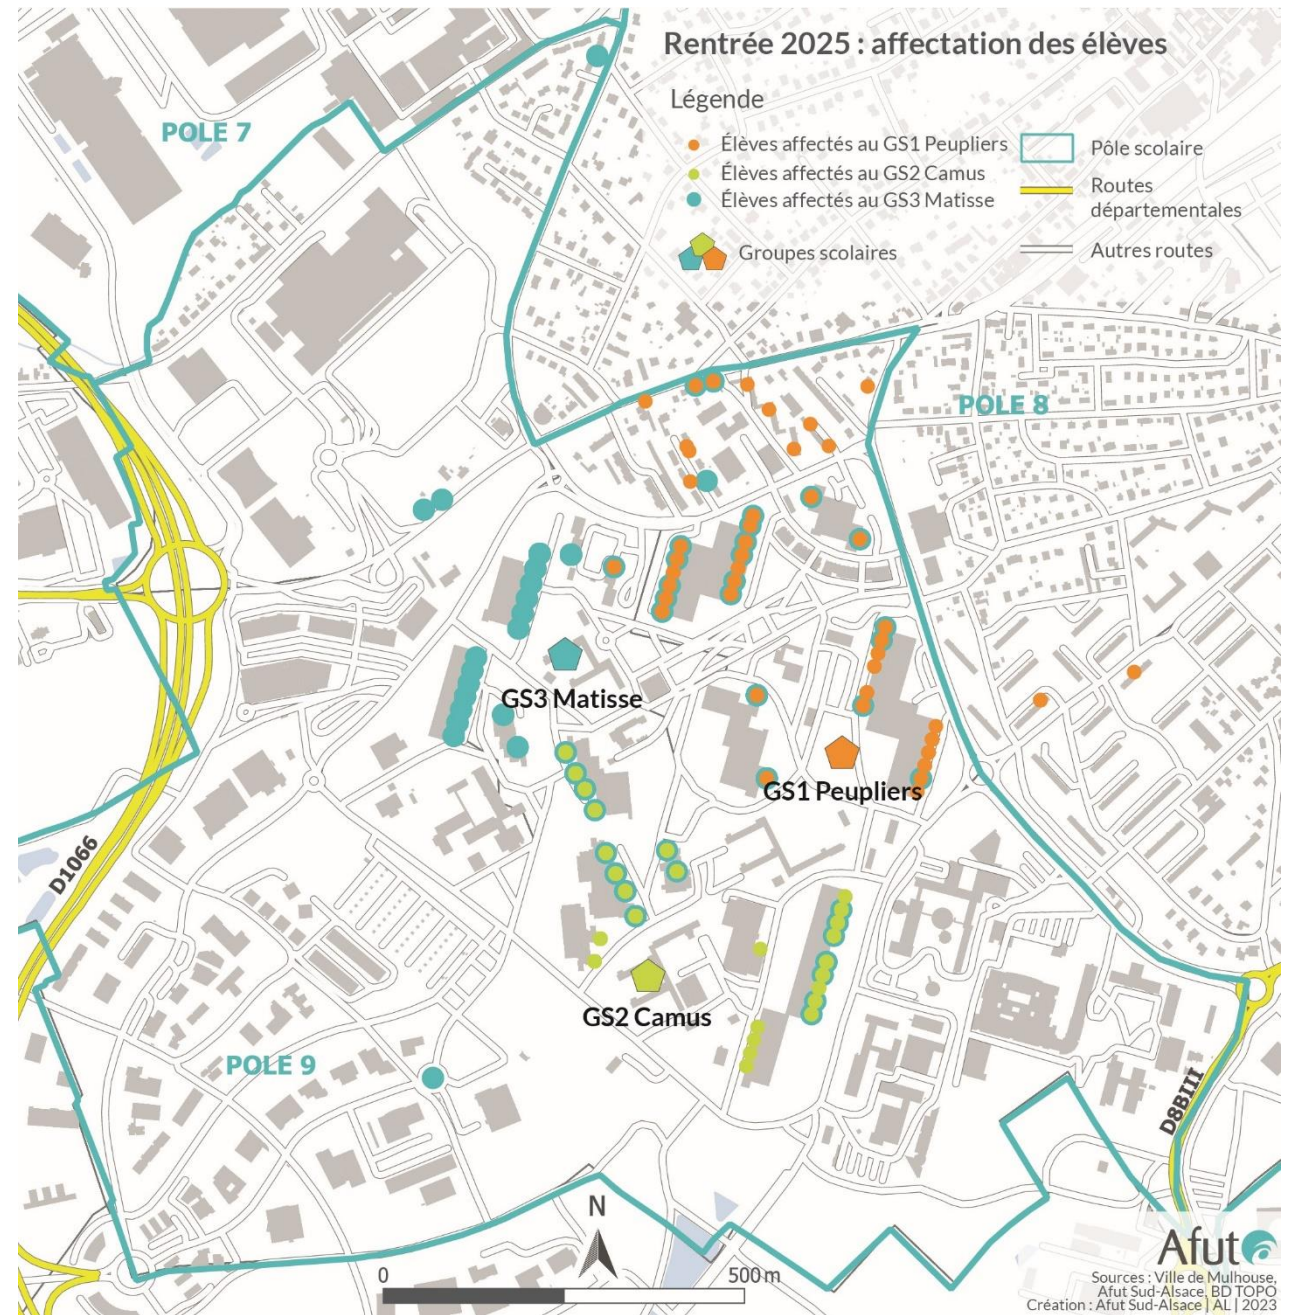 Rentrée 2025 : affectation des élèves
Légende
Élèves affectés au GS1 Peupliers
Élèves affectés au GS2 Camus
Élèves affectés au GS3 Matisse
Groupes scolaires
Pôle scolaire
Routes
départementales
Autres routes
POLE 7
POLE 8
GS3 Matisse
GS1 Peupliers
D1066
GS2 Camus
POLE 9
D8BIII
N
0
500 m
Afut
Sources : Ville de Mulhouse,
Afut Sud-Alsace, BD TOPO
Création : Afut Sud-Alsace | AL | 2023